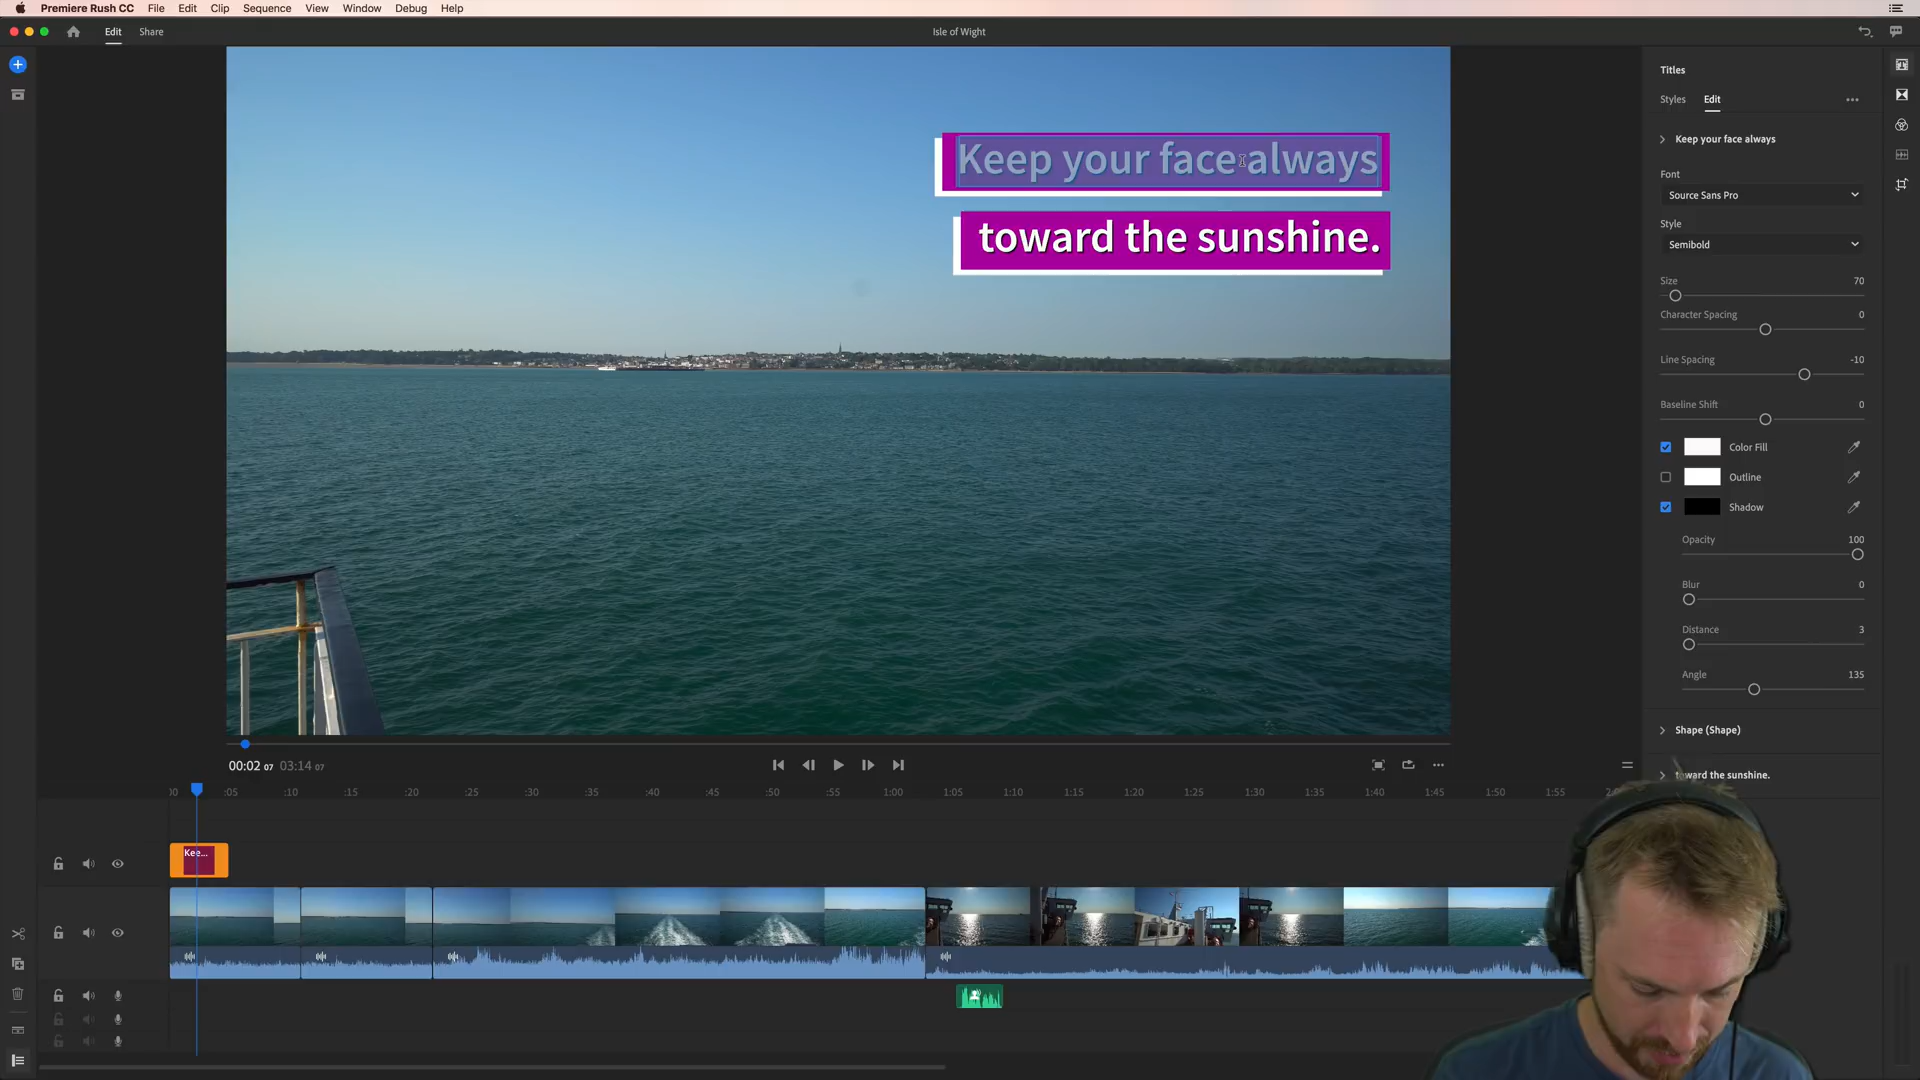 Premiere Rush CC File Edit Clip Sequence View Window Debug Help
Edit Share
Isle of Wight
Keep your face always
toward the sunshine.
Titles
Styles Edit
Keep your face always
Font
Source Sans Pro
Style
Semibold
Size 70
Character Spacing 0
Line Spacing -10
Baseline Shift 0
Color Fill
Outline
Shadow
Opacity 100
Blur 0
Distance 3
Angle 135
Shape (Shape)
toward the sunshine.
00:02 07 03:14 07
:00 :05 :10 :15 :20 :25 :30 :35 :40 :45 :50 :55 1:00 1:05 1:10 1:15 1:20 1:25 1:30 1:35 1:40 1:45 1:50 1:55
Kee...